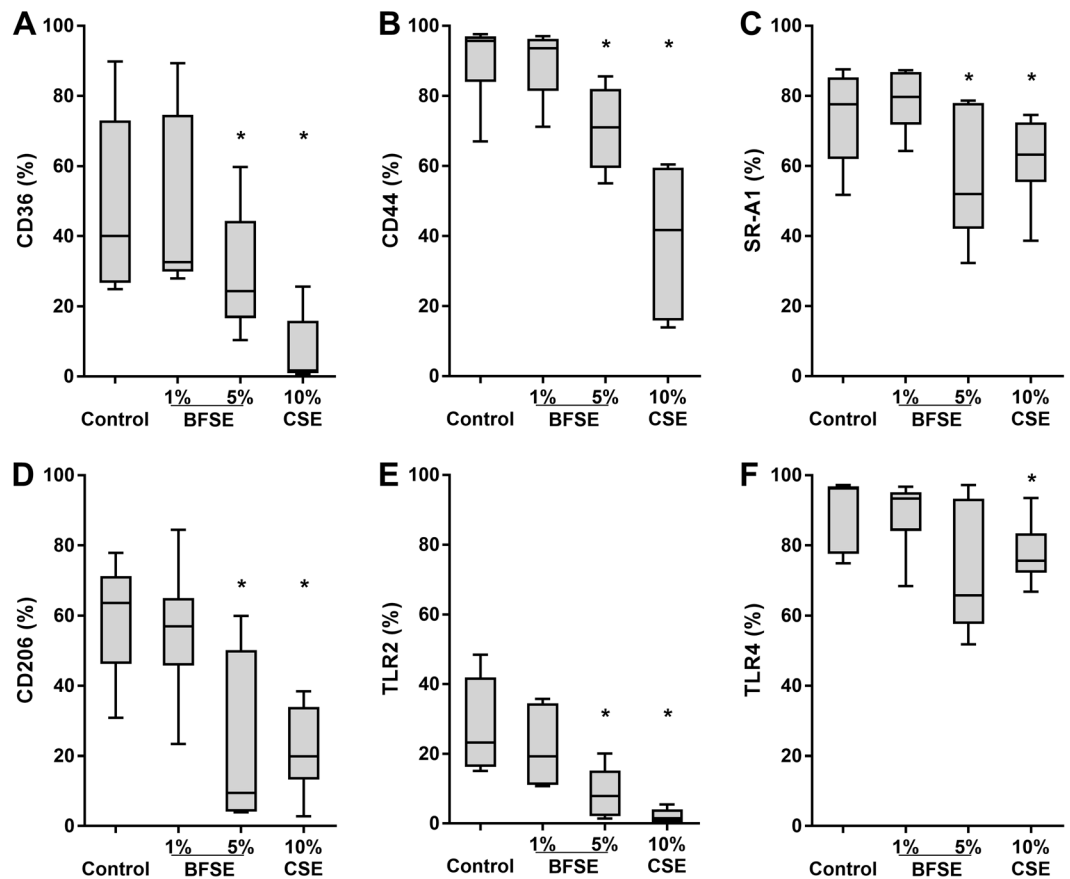 A
CD36 (%)
100
80
60
40
20
0
*
*
Control
1%
5%
BFSE
10%
CSE
B
CD44 (%)
100
80
60
40
20
0
*
*
Control
1%
5%
BFSE
10%
CSE
C
SR-A1 (%)
100
80
60
40
20
0
*
*
Control
1%
5%
BFSE
10%
CSE
D
CD206 (%)
100
80
60
40
20
0
*
*
Control
1%
5%
BFSE
10%
CSE
E
TLR2 (%)
100
80
60
40
20
0
*
*
Control
1%
5%
BFSE
10%
CSE
F
TLR4 (%)
100
80
60
40
20
0
*
Control
1%
5%
BFSE
10%
CSE